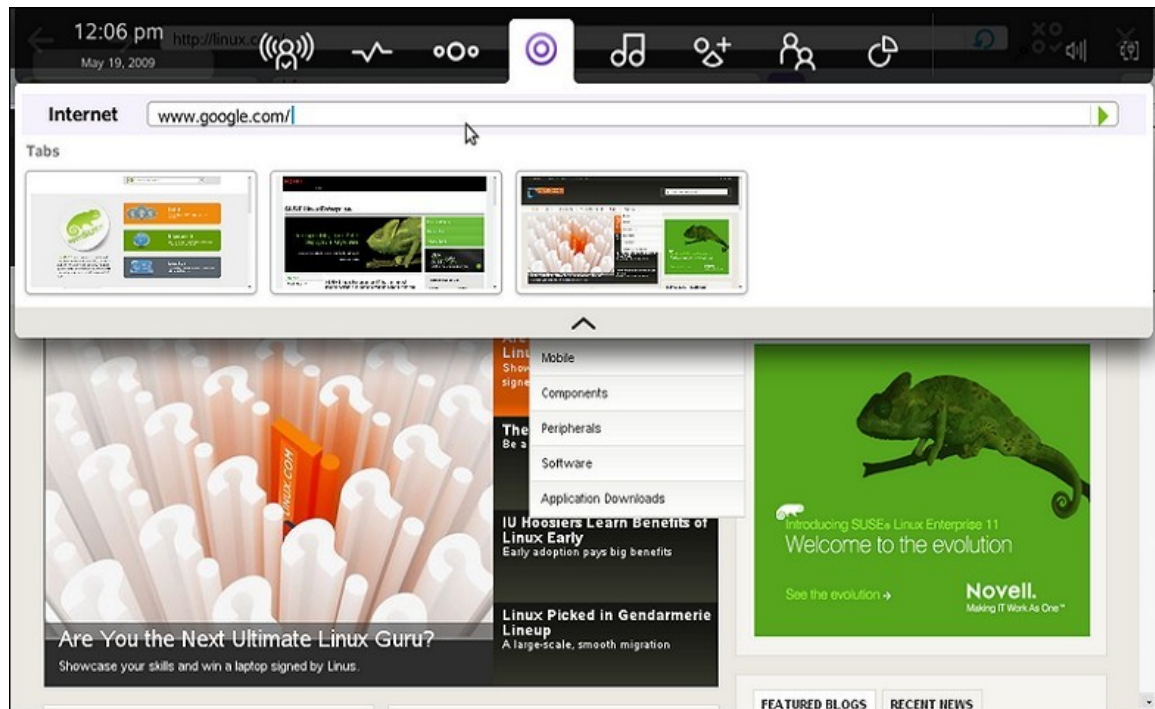 12:06 pm
May 19, 2009
http://linux.c
Internet
www.google.com/
Tabs
Mobile
Components
Peripherals
Software
Application Downloads
The
Be a
IU Hoosiers Learn Benefits of
Linux Early
Early adoption pays big benefits
Linux Picked in Gendarmerie
Lineup
A large-scale, smooth migration
LINUX.COM
Are You the Next Ultimate Linux Guru?
Showcase your skills and win a laptop signed by Linus.
Introducing SUSE® Linux Enterprise 11
Welcome to the evolution
See the evolution →
Novell.
Making IT Work As One™
FEATURED BLOGS
RECENT NEWS